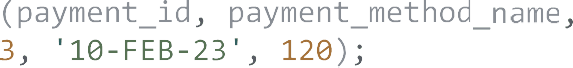 (payment_id, payment_method_name,
3, '10-FEB-23', 120);